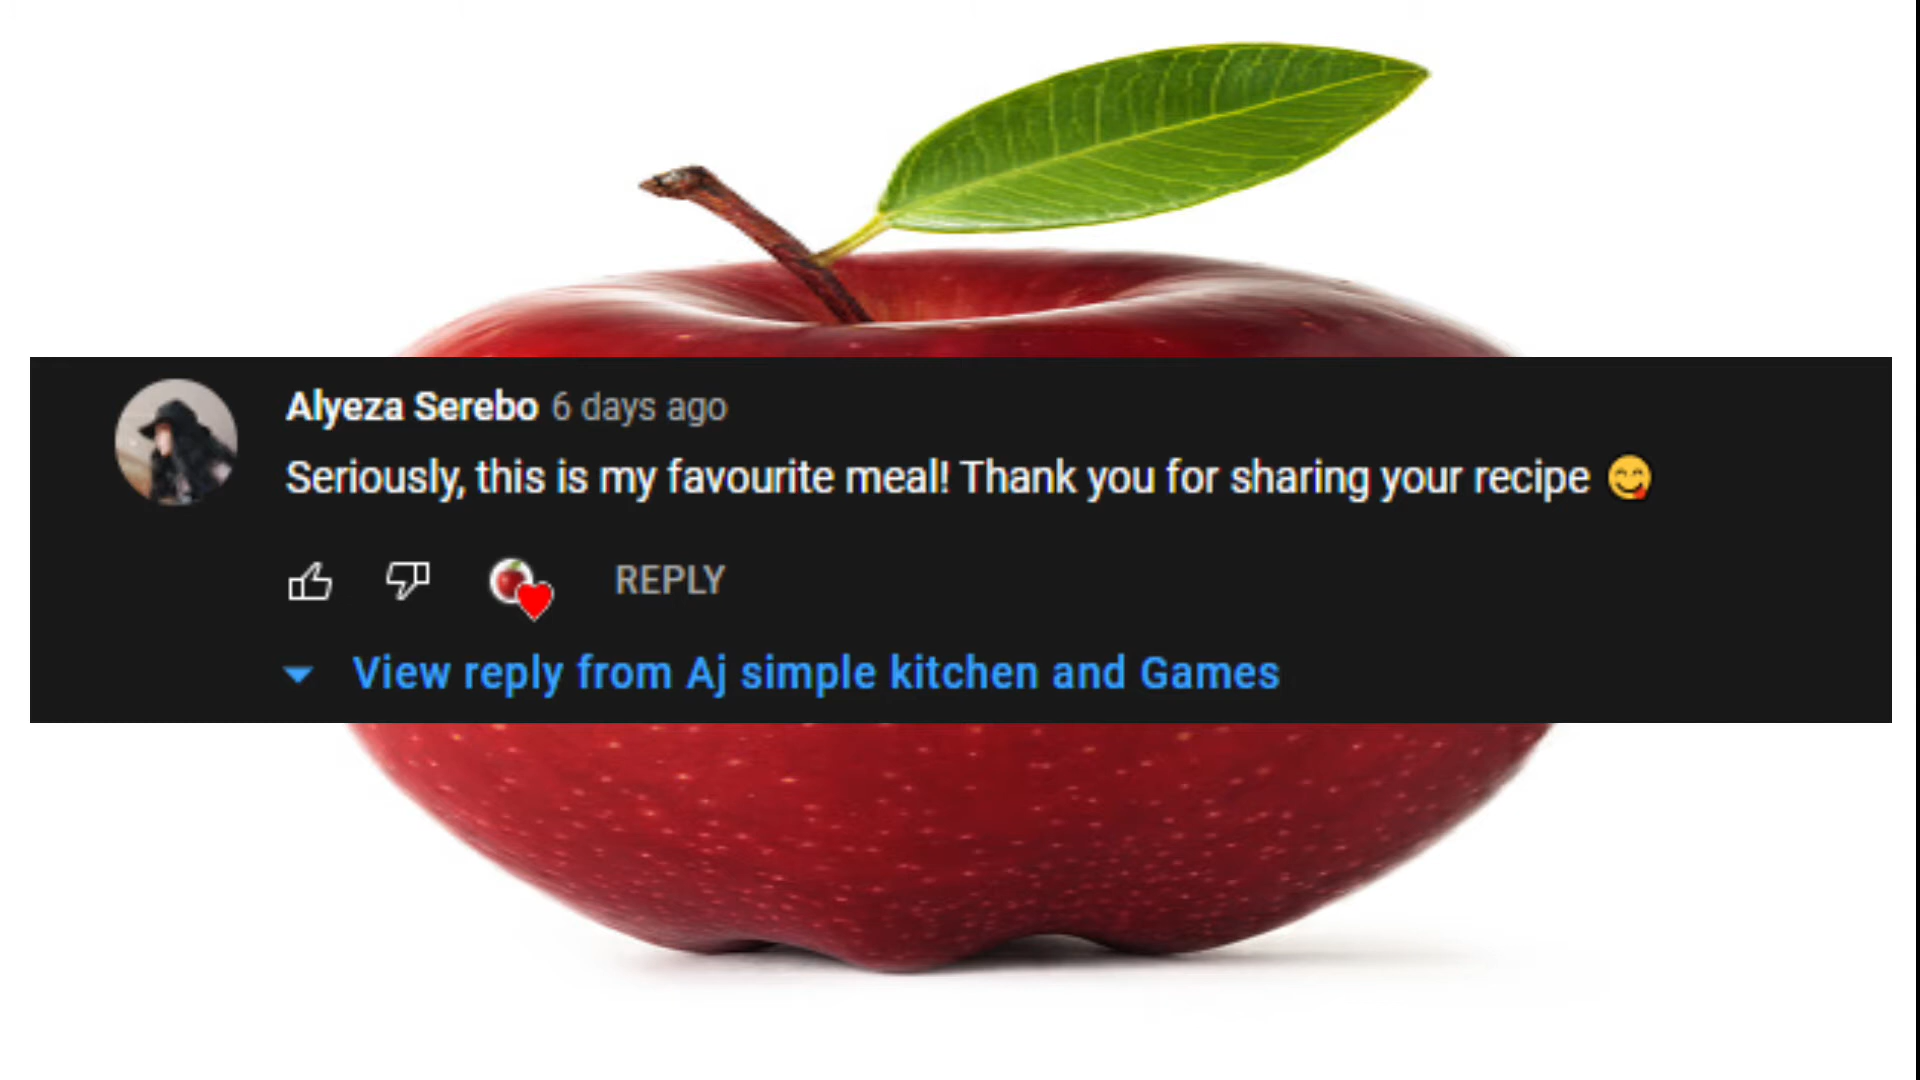 Alyeza Serebo 6 days ago
Seriously, this is my favourite meal! Thank you for sharing your recipe 😋
REPLY
View reply from Aj simple kitchen and Games